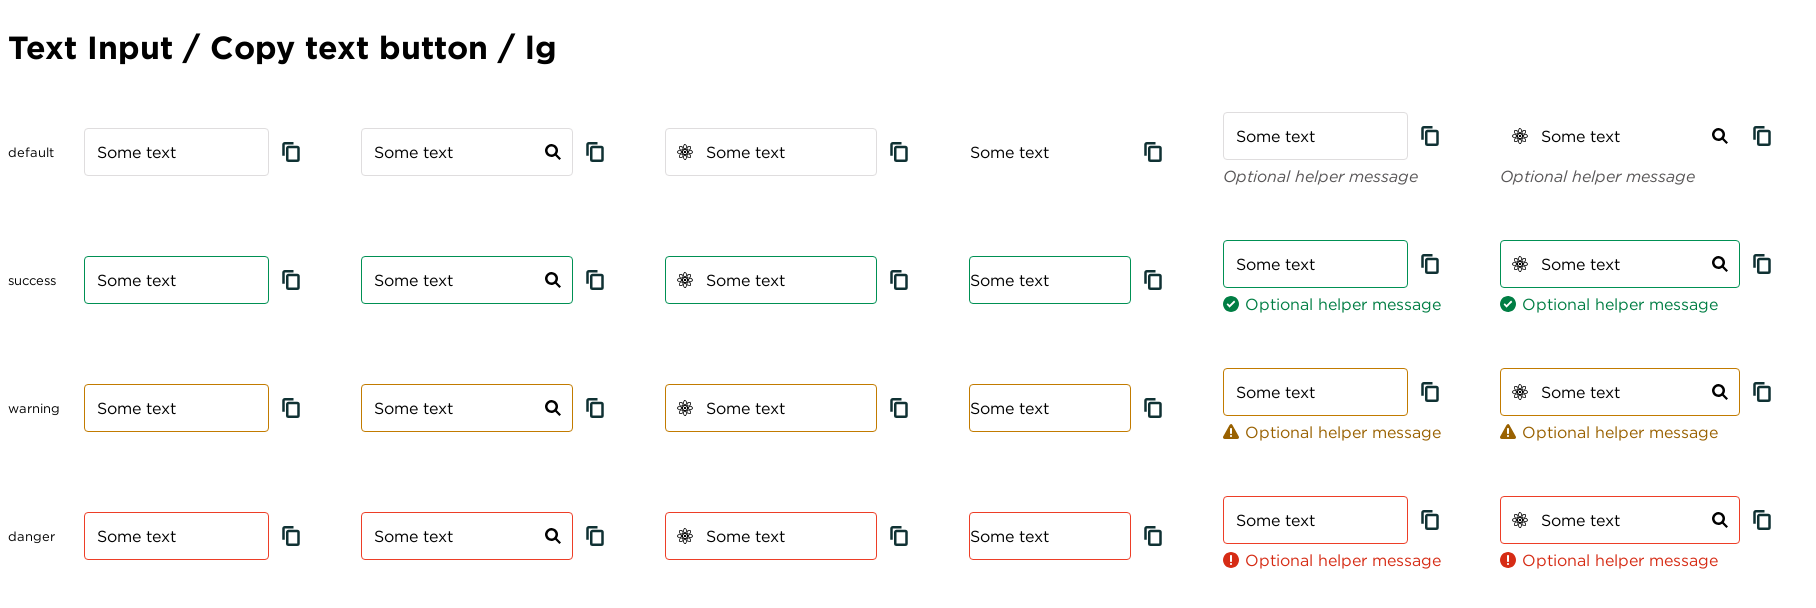 Text Input / Copy text button / lg
default Some text Some text Some text Some text Some text Some text
Optional helper message Optional helper message
success Some text Some text Some text Some text Some text Some text
Optional helper message Optional helper message
warning Some text Some text Some text Some text Some text Some text
Optional helper message Optional helper message
danger Some text Some text Some text Some text Some text Some text
Optional helper message Optional helper message